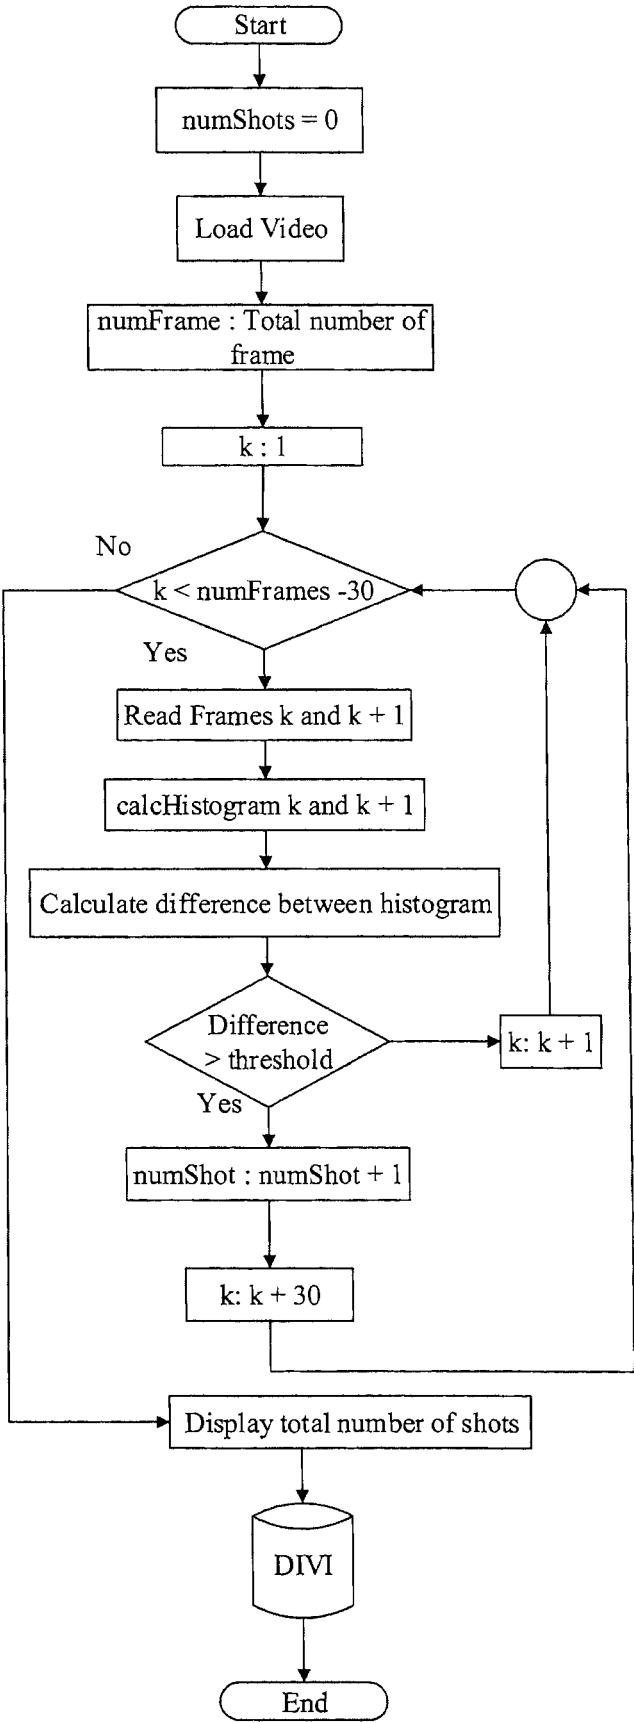 Start
numShots = 0
Load Video
numFrame : Total number of
frame
k : 1
No
k < numFrames -30
Yes
Read Frames k and k + 1
calcHistogram k and k + 1
Calculate difference between histogram
Difference
> threshold
k: k + 1
Yes
numShot : numShot + 1
k: k + 30
Display total number of shots
DIVI
End